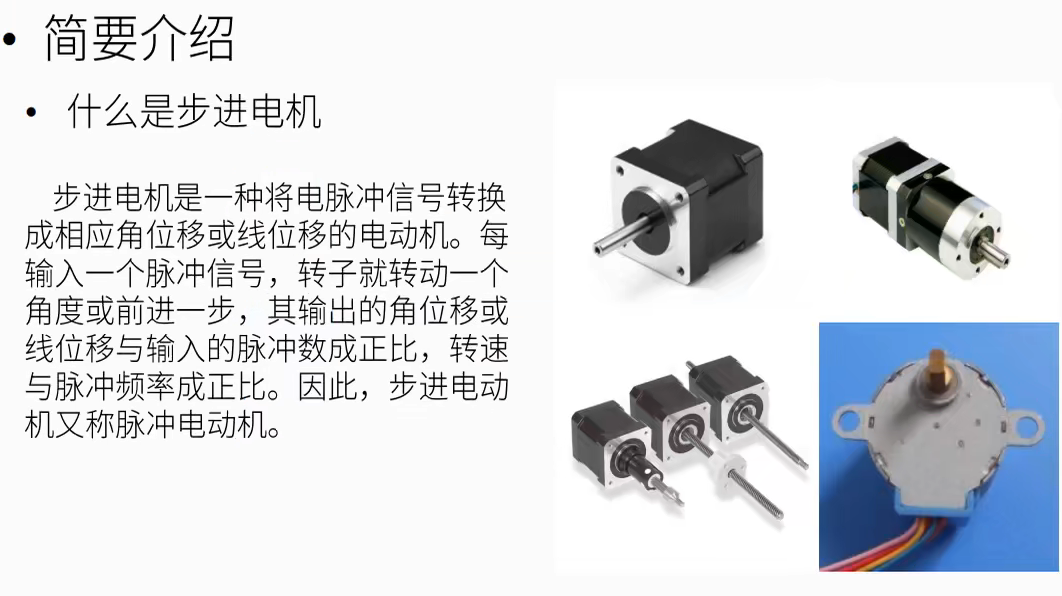 • 简要介绍
• 什么是步进电机
步进电机是一种将电脉冲信号转换
成相应角位移或线位移的电动机。每
输入一个脉冲信号，转子就转动一个
角度或前进一步，其输出的角位移或
线位移与输入的脉冲数成正比，转速
与脉冲频率成正比。因此，步进电动
机又称脉冲电动机。